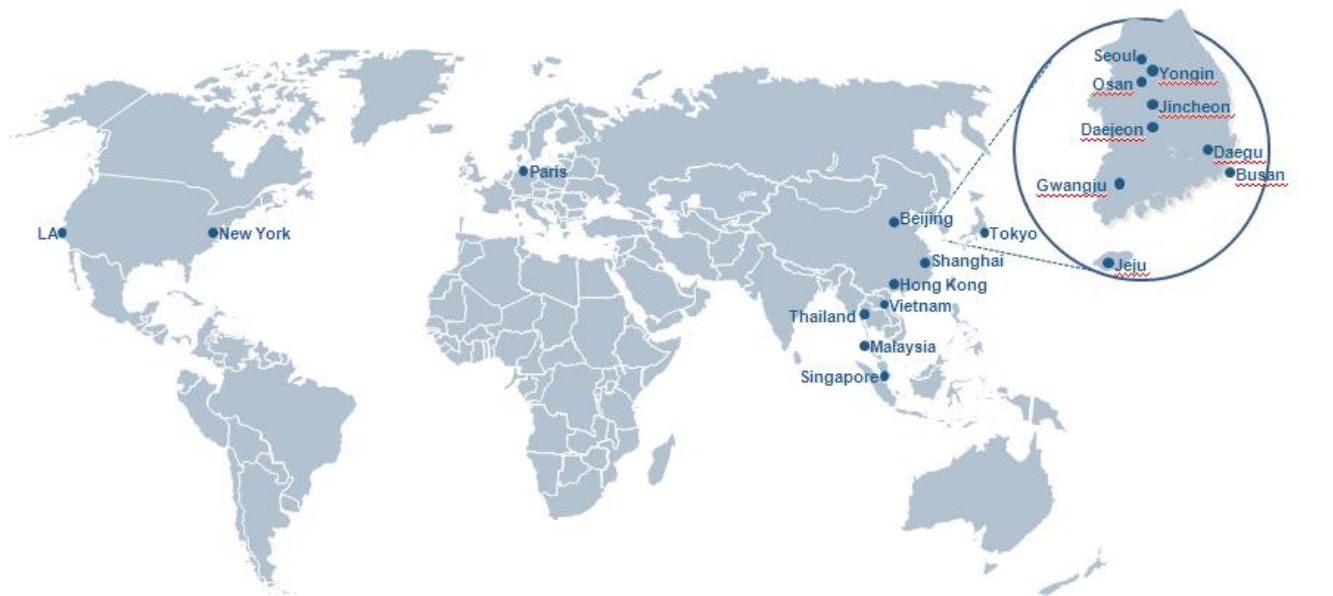 Seoul
Yongin
Osan
Jincheon
Daejeon
Daegu
Busan
Gwangju
Jeju
Paris
LA
New York
Beijing
Tokyo
Shanghai
Hong Kong
Vietnam
Thailand
Malaysia
Singapore